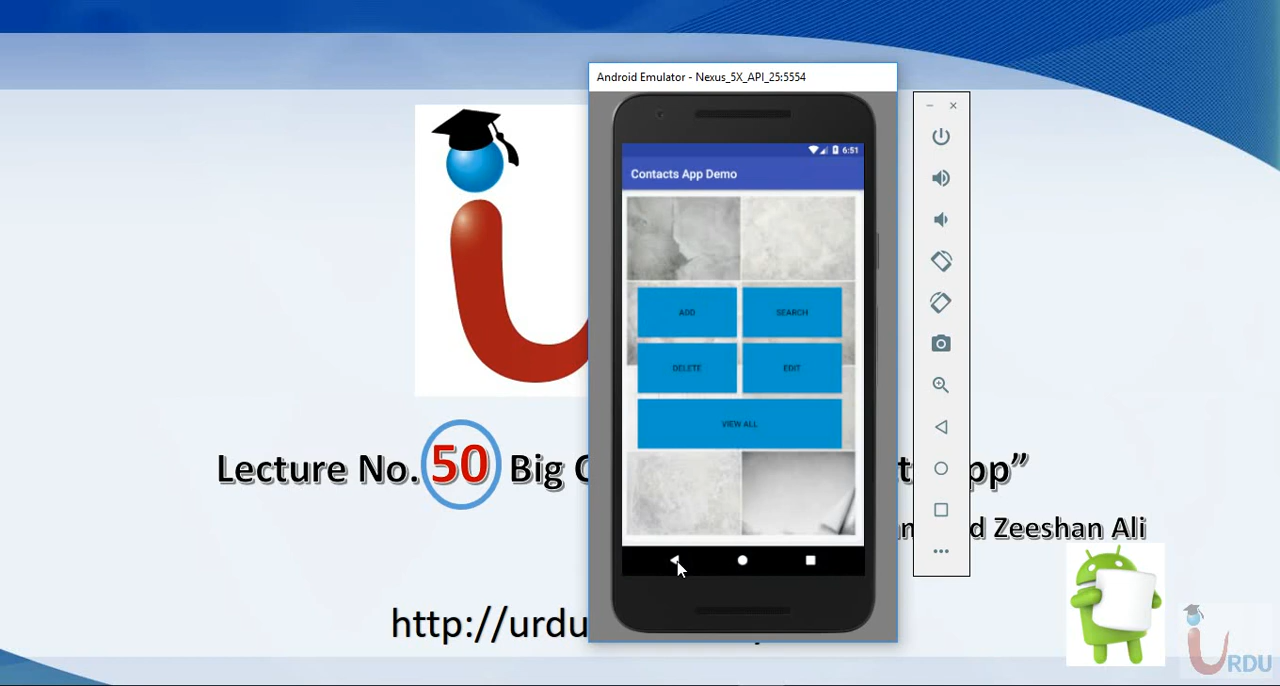 Android Emulator - Nexus_5X_API_25:5554
6:51
Contacts App Demo
ADD SEARCH
DELETE EDIT
VIEW ALL
Lecture No. 50 Big pp”
d Zeeshan Ali
http://urdu
URDU